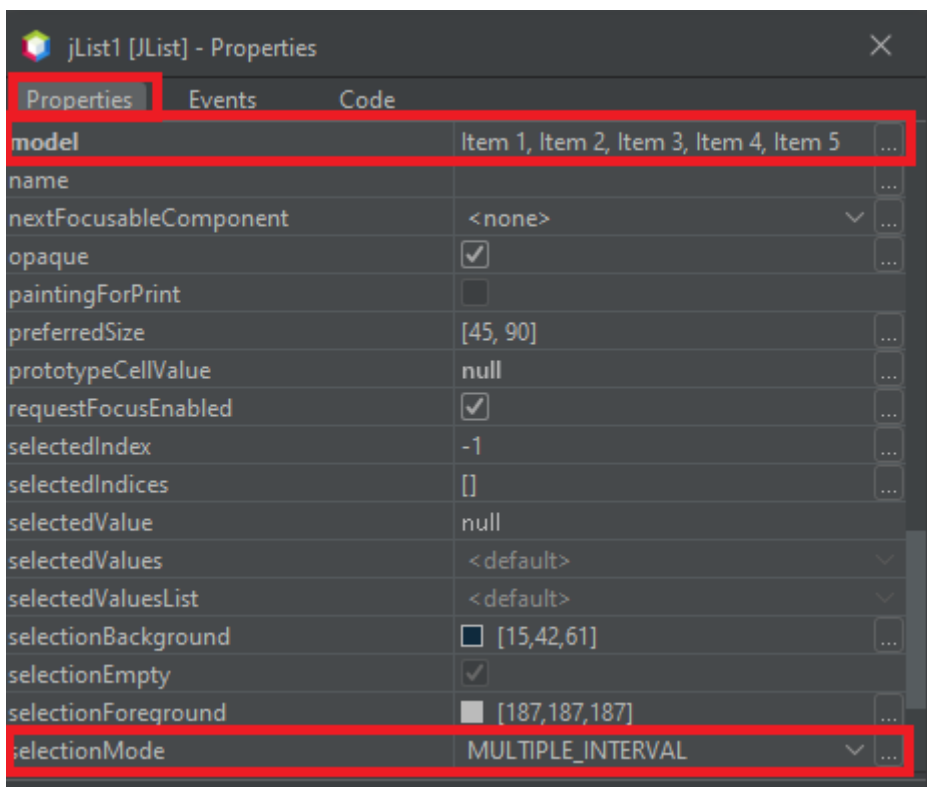 jList1 [JList] - Properties
Properties Events Code
model Item 1, Item 2, Item 3, Item 4, Item 5 ...
name ...
nextFocusableComponent <none> ...
opaque ...
paintingForPrint
preferredSize [45, 90] ...
prototypeCellValue null ...
requestFocusEnabled ...
selectedIndex -1 ...
selectedIndices [] ...
selectedValue null
selectedValues <default>
selectedValuesList <default>
selectionBackground [15,42,61] ...
selectionEmpty
selectionForeground [187,187,187] ...
selectionMode MULTIPLE_INTERVAL ...